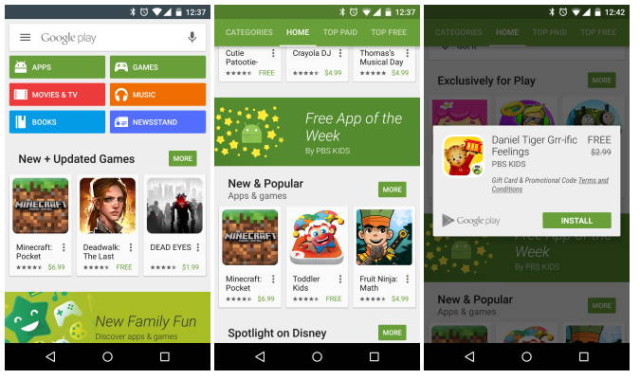 12:37
Google play
APPS
GAMES
MOVIES & TV
MUSIC
BOOKS
NEWSSTAND
New + Updated Games
MORE
MINECRAFT
Minecraft:
Pocket
$6.99
Deadwalk:
The Last
FREE
DEAD EYES
$1.99
New Family Fun
Discover apps & games
12:37
CATEGORIES
HOME
TOP PAID
TOP FREE
Cutie
Patootie-
FREE
Crayola DJ
$4.99
Thomas's
Musical Day
$4.99
Free App of the
Week
By PBS KIDS
New & Popular
Apps & games
MORE
MINECRAFT
Minecraft:
Pocket
$6.99
Toddler
Kids
FREE
Fruit Ninja:
Math
$4.99
Spotlight on Disney
MORE
12:42
CATEGORIES
HOME
TOP PAID
TOP FREE
Exclusively for Play
MORE
Daniel Tiger Grr-ific
Feelings
PBS KIDS
FREE
$2.99
Gift Card & Promotional Code Terms and
Conditions
Google play
INSTALL
Free App of the
Week
By PBS KIDS
New & Popular
Apps & games
MORE